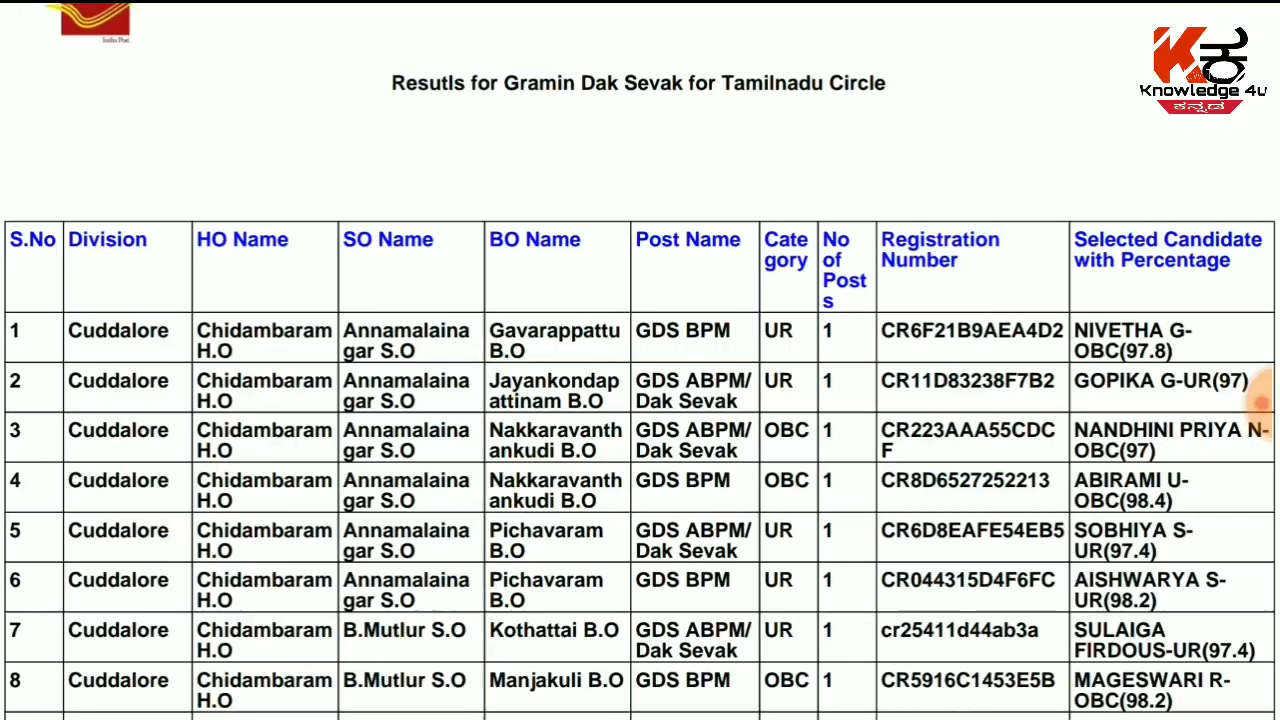 India Post
Knowledge 4u
ಕನ್ನಡ
Resutls for Gramin Dak Sevak for Tamilnadu Circle
S.No Division HO Name SO Name BO Name Post Name Cate No Registration Selected Candidate
gory of Number with Percentage
Post
s
1 Cuddalore Chidambaram Annamalaina Gavarappattu GDS BPM UR 1 CR6F21B9AEA4D2 NIVETHA G-
H.O gar S.O B.O OBC(97.8)
2 Cuddalore Chidambaram Annamalaina Jayankondap GDS ABPM/ UR 1 CR11D83238F7B2 GOPIKA G-UR(97)
H.O gar S.O attinam B.O Dak Sevak
3 Cuddalore Chidambaram Annamalaina Nakkaravanth GDS ABPM/ OBC 1 CR223AAA55CDC NANDHINI PRIYA N-
H.O gar S.O ankudi B.O Dak Sevak F OBC(97)
4 Cuddalore Chidambaram Annamalaina Nakkaravanth GDS BPM OBC 1 CR8D6527252213 ABIRAMI U-
H.O gar S.O ankudi B.O OBC(98.4)
5 Cuddalore Chidambaram Annamalaina Pichavaram GDS ABPM/ UR 1 CR6D8EAFE54EB5 SOBHIYA S-
H.O gar S.O B.O Dak Sevak UR(97.4)
6 Cuddalore Chidambaram Annamalaina Pichavaram GDS BPM UR 1 CR044315D4F6FC AISHWARYA S-
H.O gar S.O B.O UR(98.2)
7 Cuddalore Chidambaram B.Mutlur S.O Kothattai B.O GDS ABPM/ UR 1 cr25411d44ab3a SULAIGA
H.O Dak Sevak FIRDOUS-UR(97.4)
8 Cuddalore Chidambaram B.Mutlur S.O Manjakuli B.O GDS BPM OBC 1 CR5916C1453E5B MAGESWARI R-
H.O OBC(98.2)